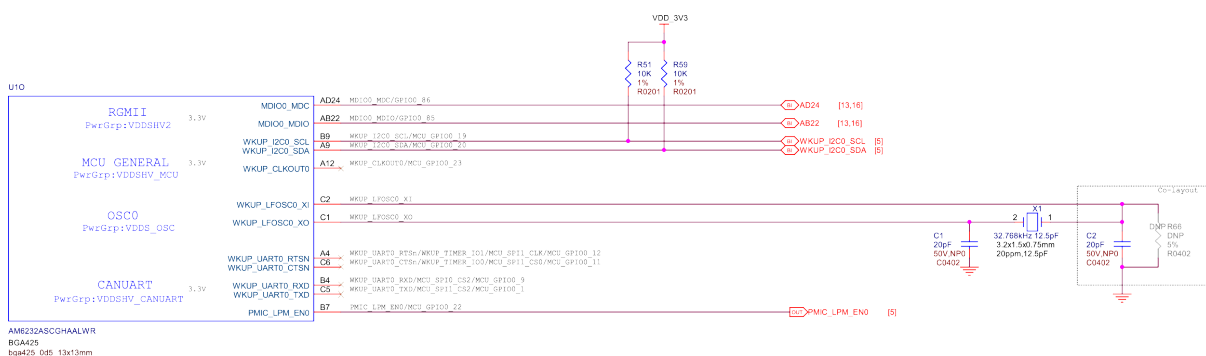 VDD_3V3
R51
10K
1%
R0201
R59
10K
1%
R0201
U1O
RGMII
PwrGrp:VDDSHV2
3.3V
MDIO0_MDC
AD24
MDIO0_MDC/GPIO0_86
AD24
[13,16]
MDIO0_MDIO
AB22
MDIO0_MDIO/GPIO0_85
AB22
[13,16]
WKUP_I2C0_SCL
B9
WKUP_I2C0_SCL/MCU_GPIO0_19
WKUP_I2C0_SCL
[5]
WKUP_I2C0_SDA
A9
WKUP_I2C0_SDA/MCU_GPIO0_20
WKUP_I2C0_SDA
[5]
MCU GENERAL
PwrGrp:VDDSHV_MCU
3.3V
WKUP_CLKOUT0
A12
WKUP_CLKOUT0/MCU_GPIO0_23
Co-layout
WKUP_LFOSC0_XI
C2
WKUP_LFOSC0_XI
OSC0
PwrGrp:VDDS_OSC
WKUP_LFOSC0_XO
C1
WKUP_LFOSC0_XO
X1
2
1
32.768kHz 12.5pF
3.2x1.5x0.75mm
20ppm,12.5pF
C1
20pF
50V,NP0
C0402
C2
20pF
50V,NP0
C0402
DNP
R66
DNP
5%
R0402
WKUP_UART0_RTSN
A4
WKUP_UART0_RTSn/WKUP_TIMER_IO1/MCU_SPI1_CLK/MCU_GPIO0_12
WKUP_UART0_CTSN
C6
WKUP_UART0_CTSn/WKUP_TIMER_IO0/MCU_SPI1_CS0/MCU_GPIO0_11
CANUART
PwrGrp:VDDSHV_CANUART
3.3V
WKUP_UART0_RXD
B4
WKUP_UART0_RXD/MCU_SPI0_CS2/MCU_GPIO0_9
WKUP_UART0_TXD
C5
WKUP_UART0_TXD/MCU_SPI1_CS2/MCU_GPIO0_1
PMIC_LPM_EN0
B7
PMIC_LPM_EN0/MCU_GPIO0_22
OUT
PMIC_LPM_EN0
[5]
AM6232ASCGHAALWR
BGA425
bga425_0d5_13x13mm